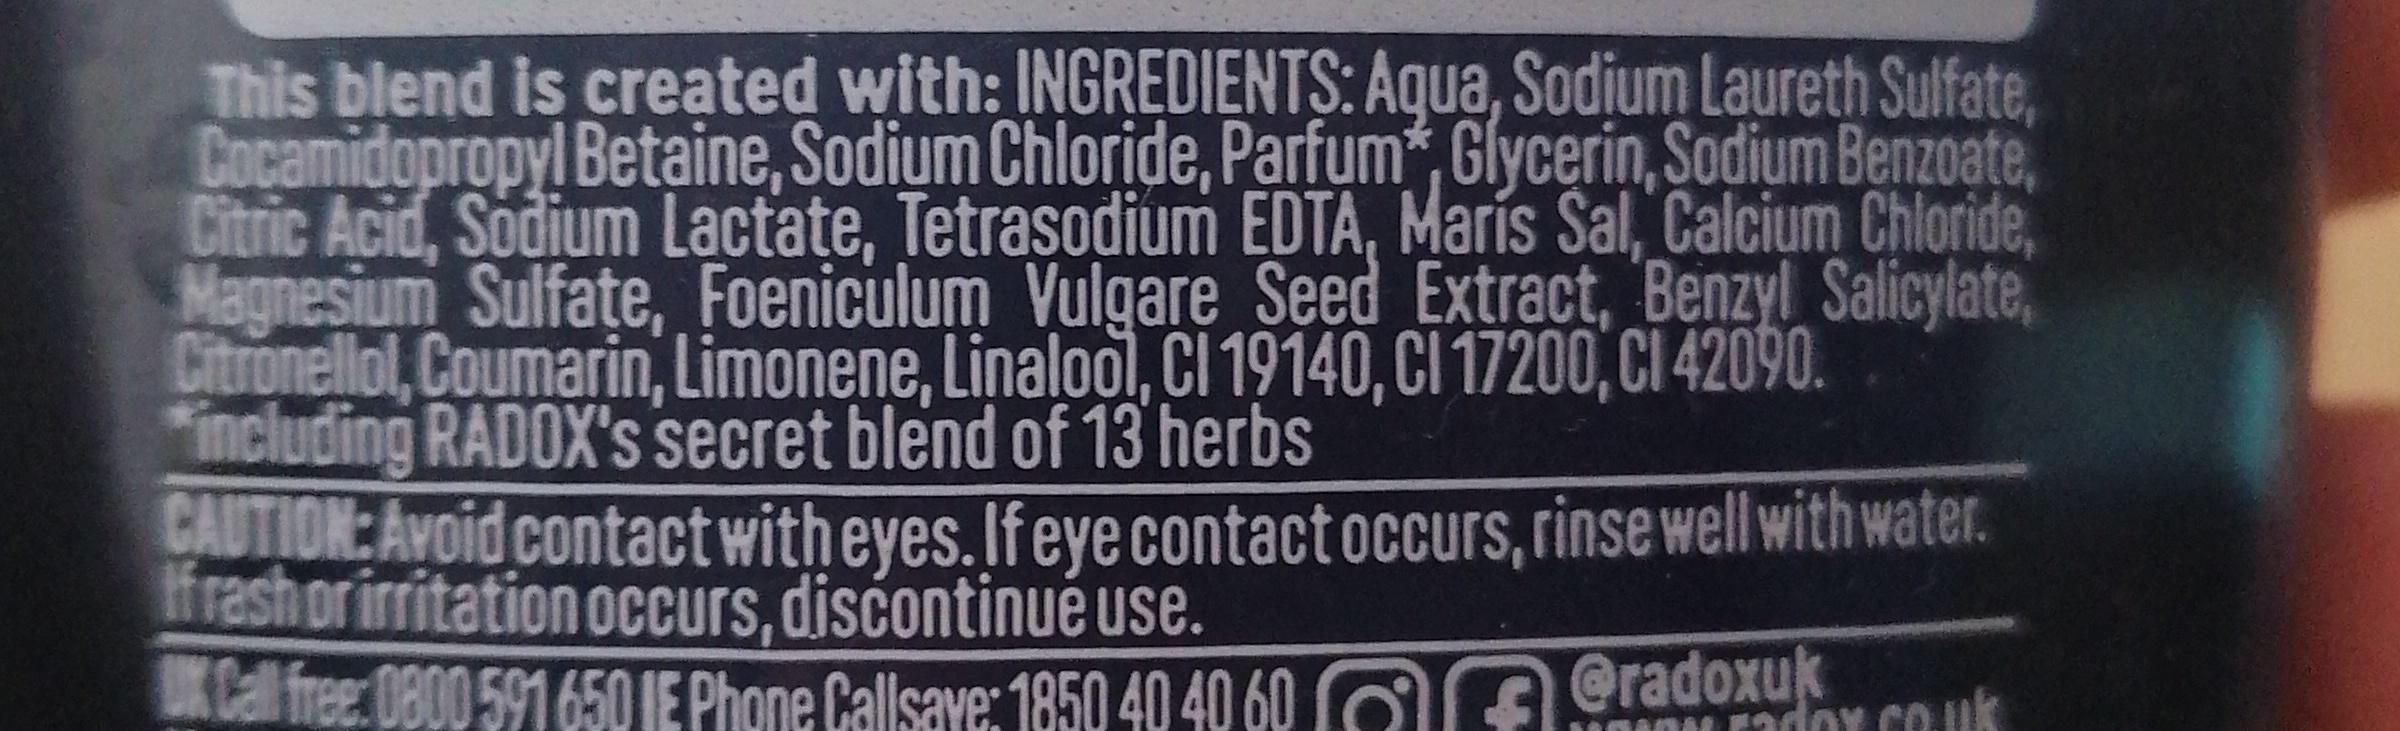 This blend is created with: INGREDIENTS: Aqua, Sodium Laureth Sulfate,
Cocamidopropyl Betaine, Sodium Chloride, Parfum*, Glycerin, Sodium Benzoate,
Citric Acid, Sodium Lactate, Tetrasodium EDTA, Maris Sal, Calcium Chloride,
Magnesium Sulfate, Foeniculum Vulgare Seed Extract, Benzyl Salicylate,
Citronellol, Coumarin, Limonene, Linalool, CI 19140, CI 17200, CI 42090.
*including RADOX's secret blend of 13 herbs
CAUTION: Avoid contact with eyes. If eye contact occurs, rinse well with water.
If rash or irritation occurs, discontinue use.
UK Call free: 0800 591 650 IE Phone Callsave: 1850 40 40 60 @radoxuk
www.radox.co.uk